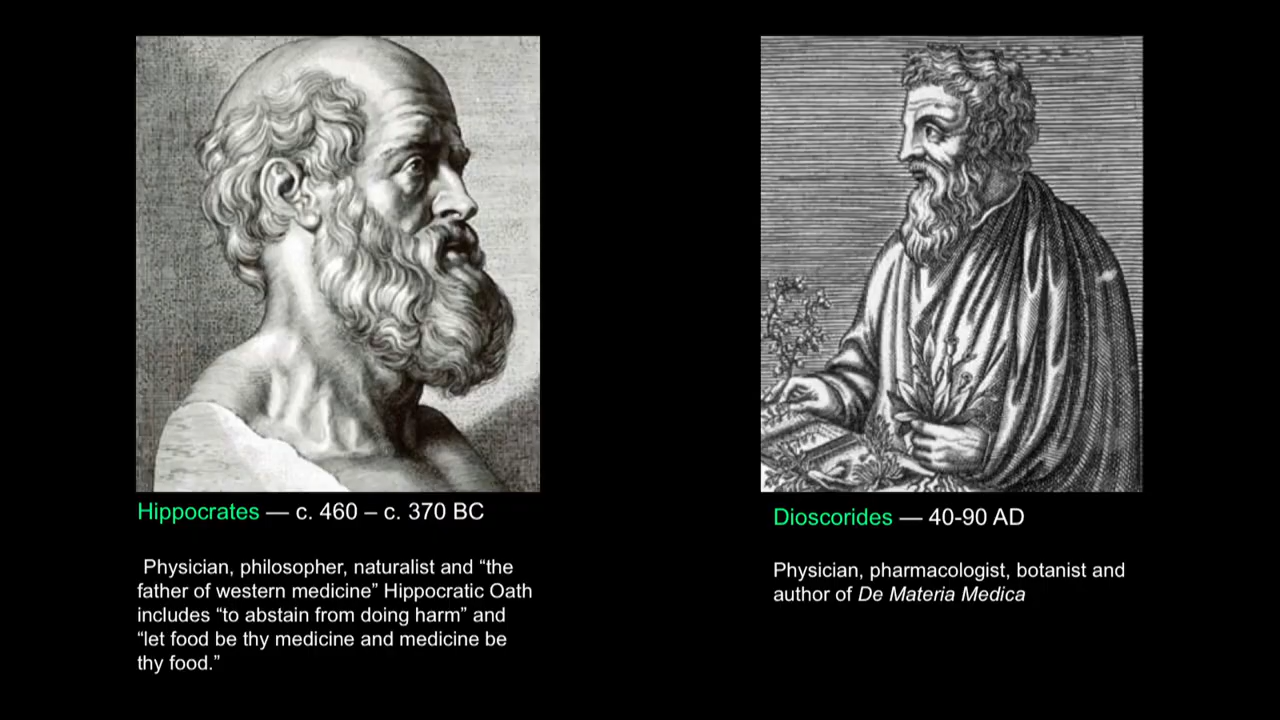 Hippocrates — c. 460 – c. 370 BC
Physician, philosopher, naturalist and “the
father of western medicine” Hippocratic Oath
includes “to abstain from doing harm” and
“let food be thy medicine and medicine be
thy food.”
Dioscorides — 40-90 AD
Physician, pharmacologist, botanist and
author of De Materia Medica